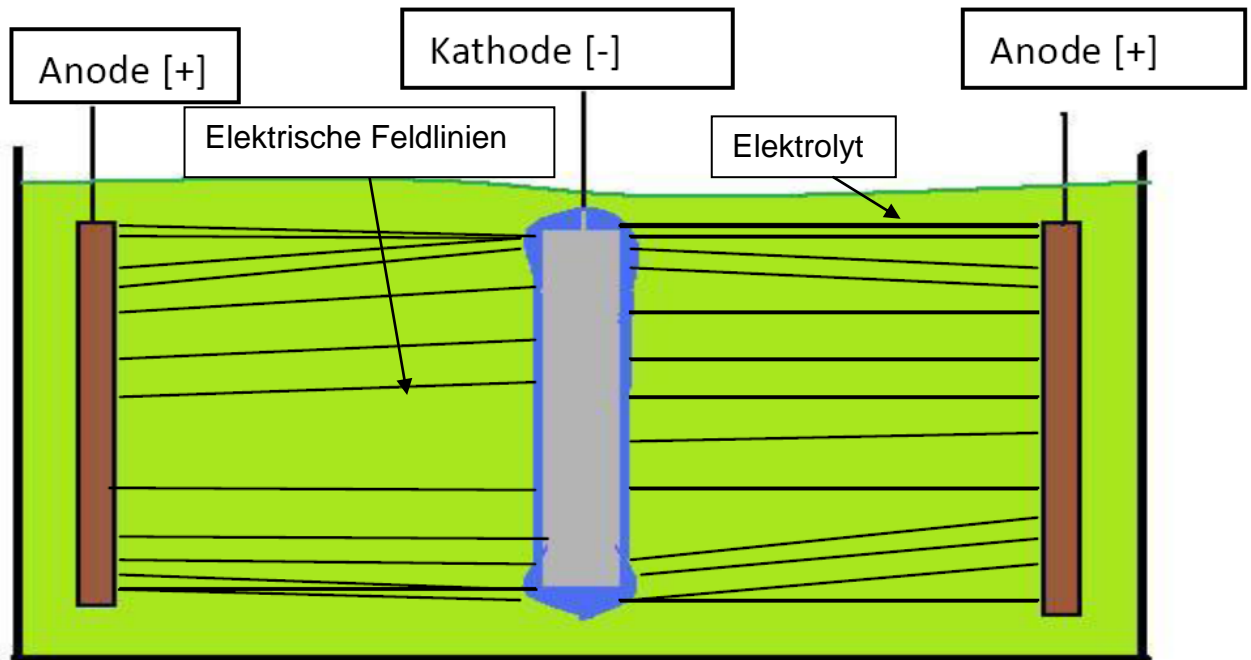 Anode [+]
Kathode [-]
Anode [+]
Elektrische Feldlinien
Elektrolyt